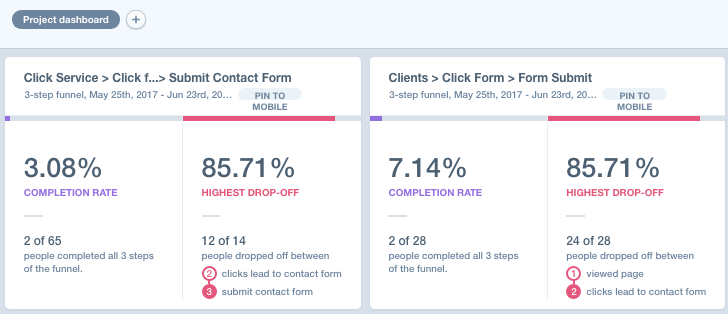 Project dashboard +
Click Service > Click f...> Submit Contact Form
3-step funnel, May 25th, 2017 - Jun 23rd, 20...
PIN TO
MOBILE
3.08%
COMPLETION RATE
2 of 65
people completed all 3 steps
of the funnel.
85.71%
HIGHEST DROP-OFF
12 of 14
people dropped off between
2 clicks lead to contact form
3 submit contact form
Clients > Click Form > Form Submit
3-step funnel, May 25th, 2017 - Jun 23rd, 20...
PIN TO
MOBILE
7.14%
COMPLETION RATE
2 of 28
people completed all 3 steps
of the funnel.
85.71%
HIGHEST DROP-OFF
24 of 28
people dropped off between
1 viewed page
2 clicks lead to contact form